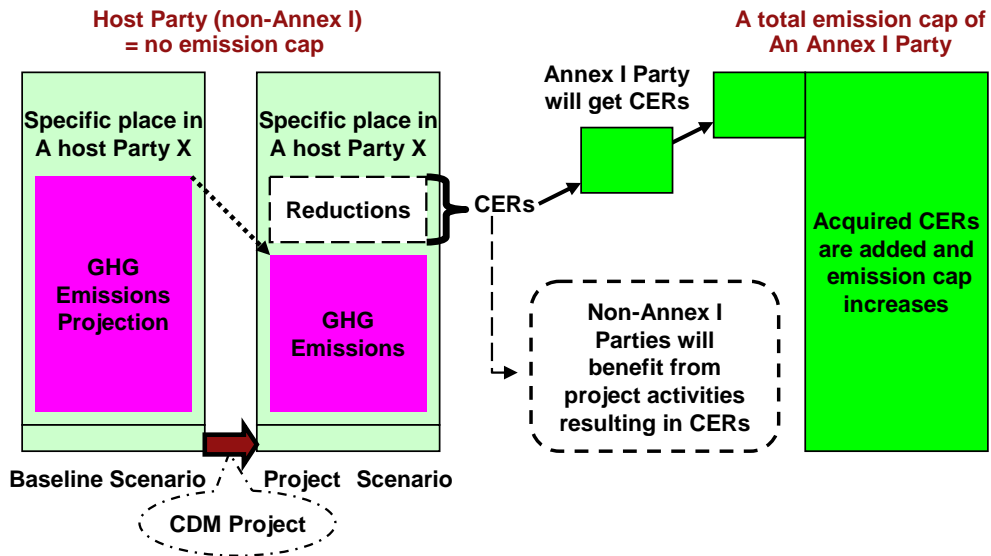 Host Party (non-Annex I)
= no emission cap
A total emission cap of
An Annex I Party
Specific place in
A host Party X
Specific place in
A host Party X
Annex I Party
will get CERs
Reductions
CERs
GHG
Emissions
Projection
GHG
Emissions
Non-Annex I
Parties will
benefit from
project activities
resulting in CERs
Acquired CERs
are added and
emission cap
increases
Baseline Scenario
Project Scenario
CDM Project